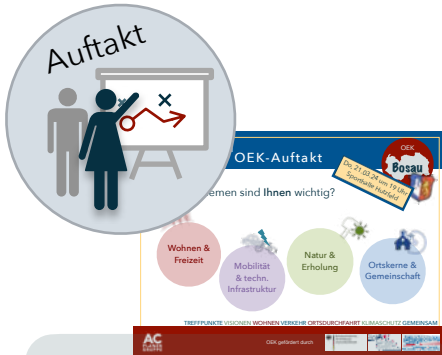 Auftakt
OEK-Auftakt
OEK
Bosau
Do, 21.03.24 um 19 Uhr
Sporthalle Hutzfeld
emen sind Ihnen wichtig?
Wohnen &
Freizeit
Mobilität
& techn.
Infrastruktur
Natur &
Erholung
Ortskerne &
Gemeinschaft
TREFFPUNKTE VISIONEN WOHNEN VERKEHR ORTSDURCHFAHRT KLIMASCHUTZ GEMEINSAM
AC
PLANER
GRUPPE
OEK gefördert durch